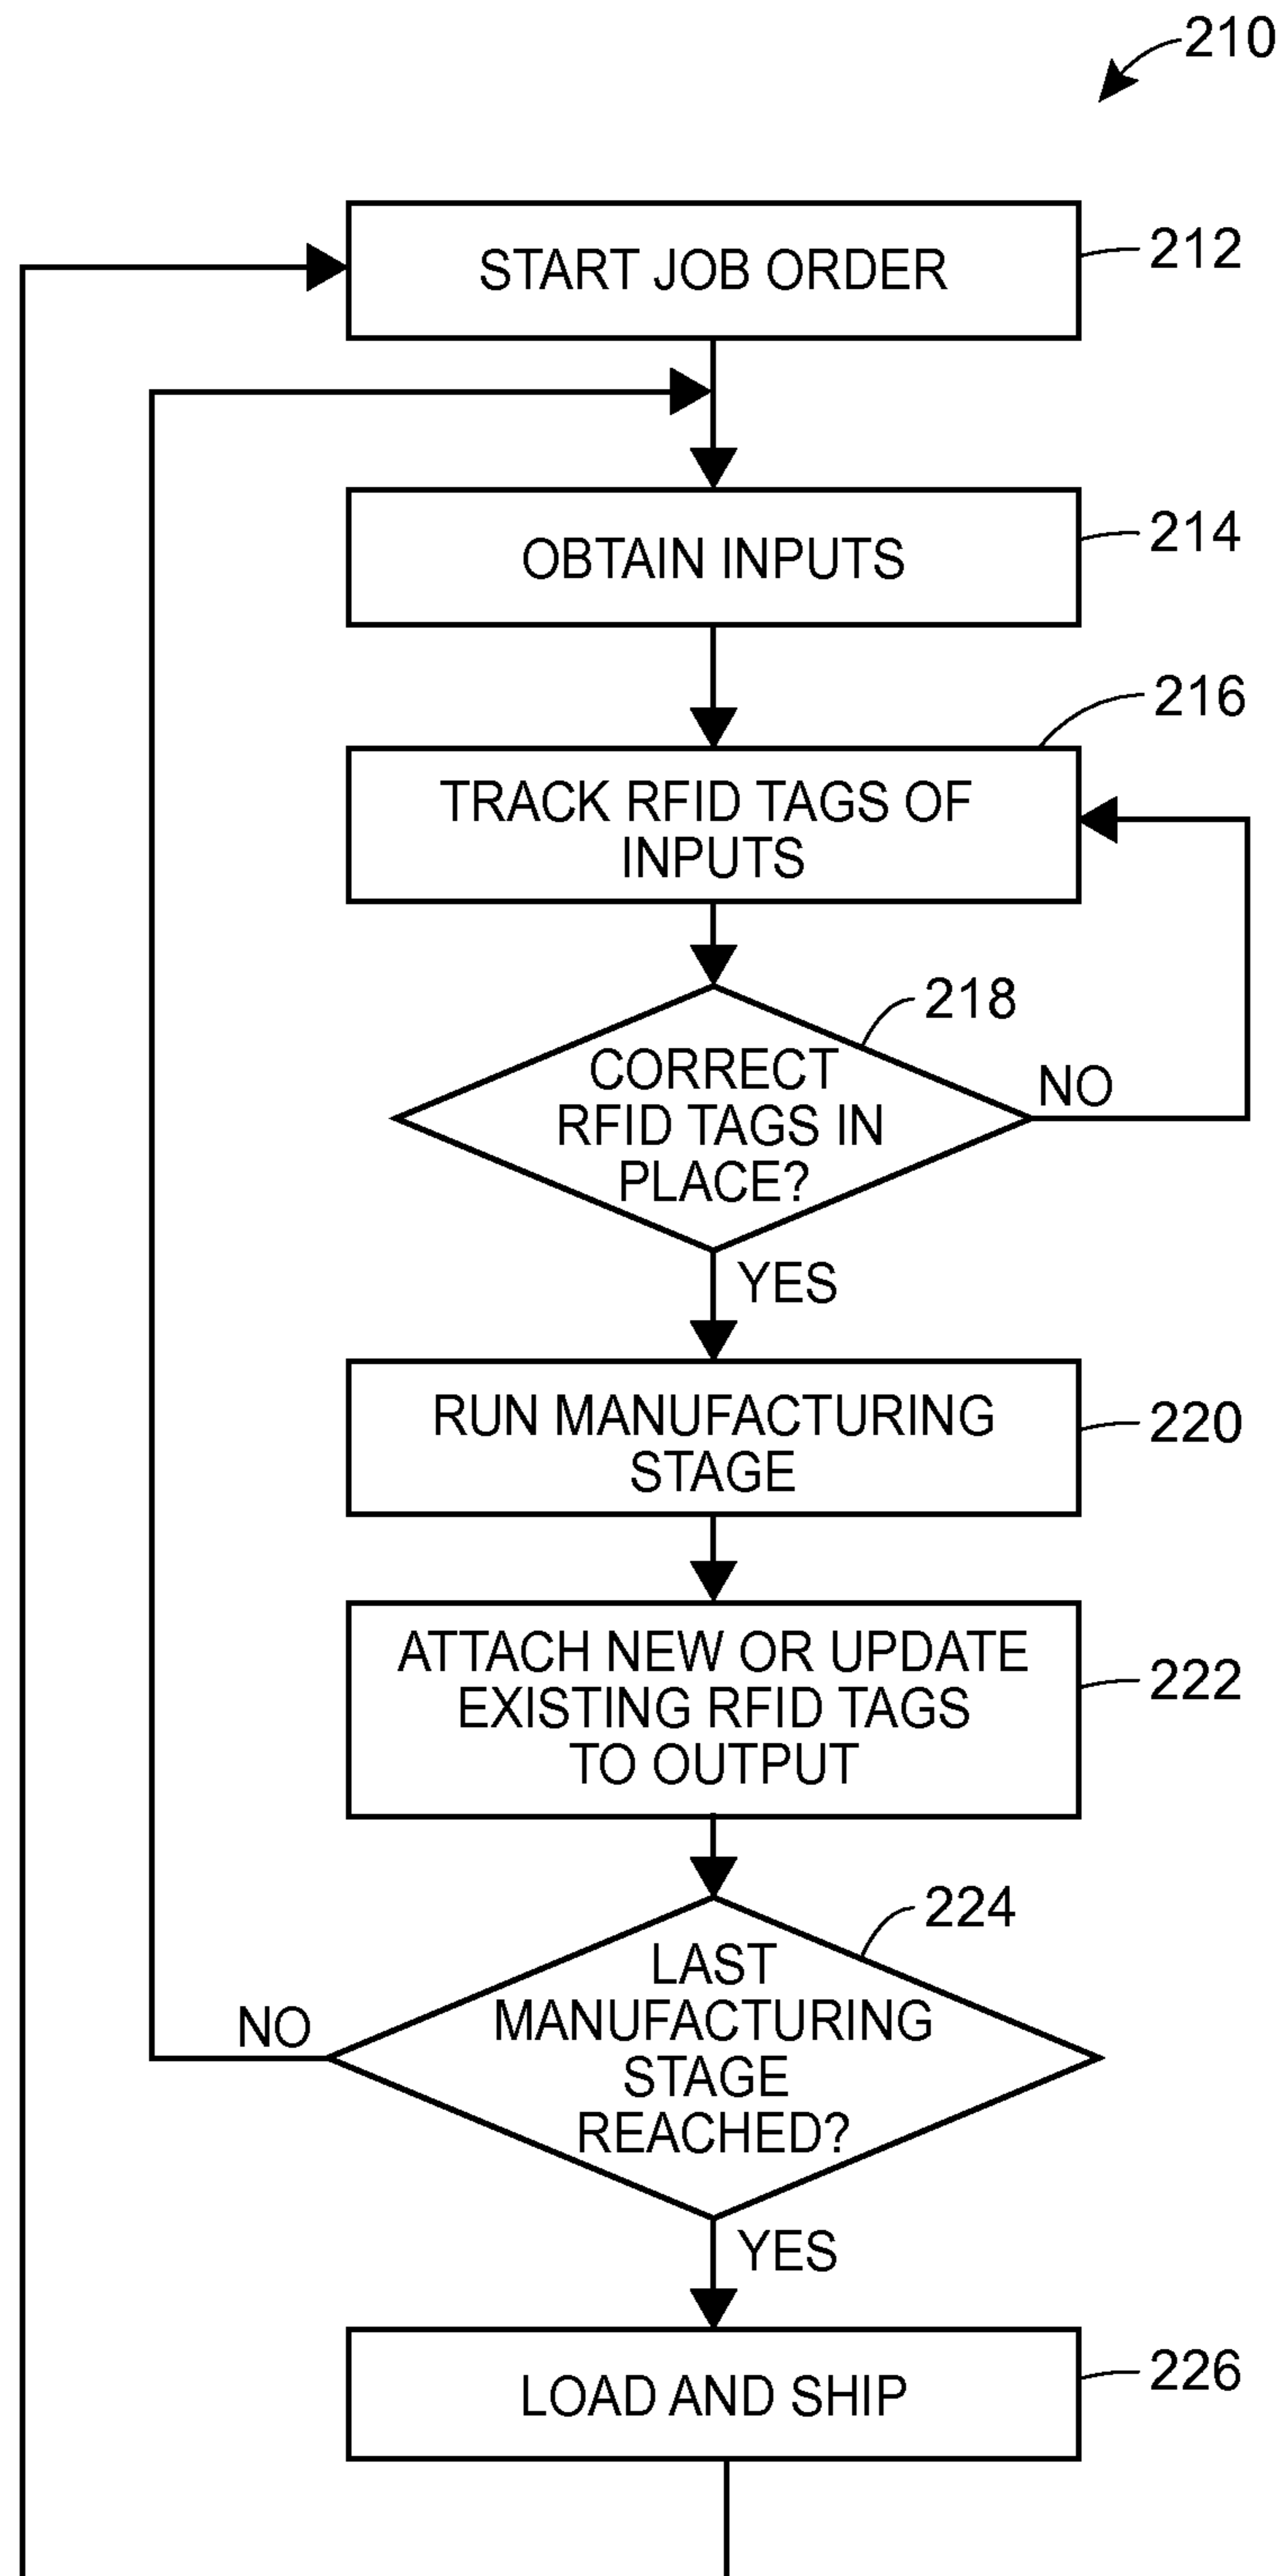 210
START JOB ORDER
212
OBTAIN INPUTS
214
216
TRACK RFID TAGS OF
INPUTS
218
CORRECT
RFID TAGS IN
PLACE?
NO
YES
RUN MANUFACTURING
STAGE
220
ATTACH NEW OR UPDATE
EXISTING RFID TAGS
TO OUTPUT
222
224
LAST
MANUFACTURING
STAGE
REACHED?
NO
YES
LOAD AND SHIP
226